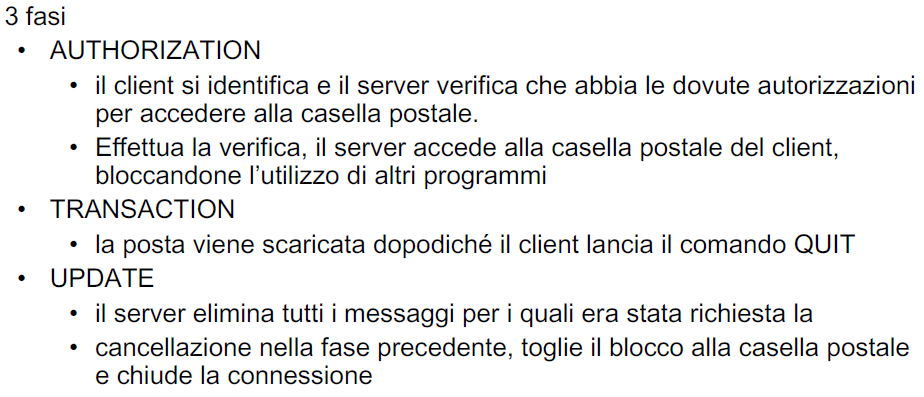 3 fasi
• AUTHORIZATION
• il client si identifica e il server verifica che abbia le dovute autorizzazioni
per accedere alla casella postale.
• Effettua la verifica, il server accede alla casella postale del client,
bloccandone l’utilizzo di altri programmi
• TRANSACTION
• la posta viene scaricata dopodiché il client lancia il comando QUIT
• UPDATE
• il server elimina tutti i messaggi per i quali era stata richiesta la
• cancellazione nella fase precedente, toglie il blocco alla casella postale
e chiude la connessione